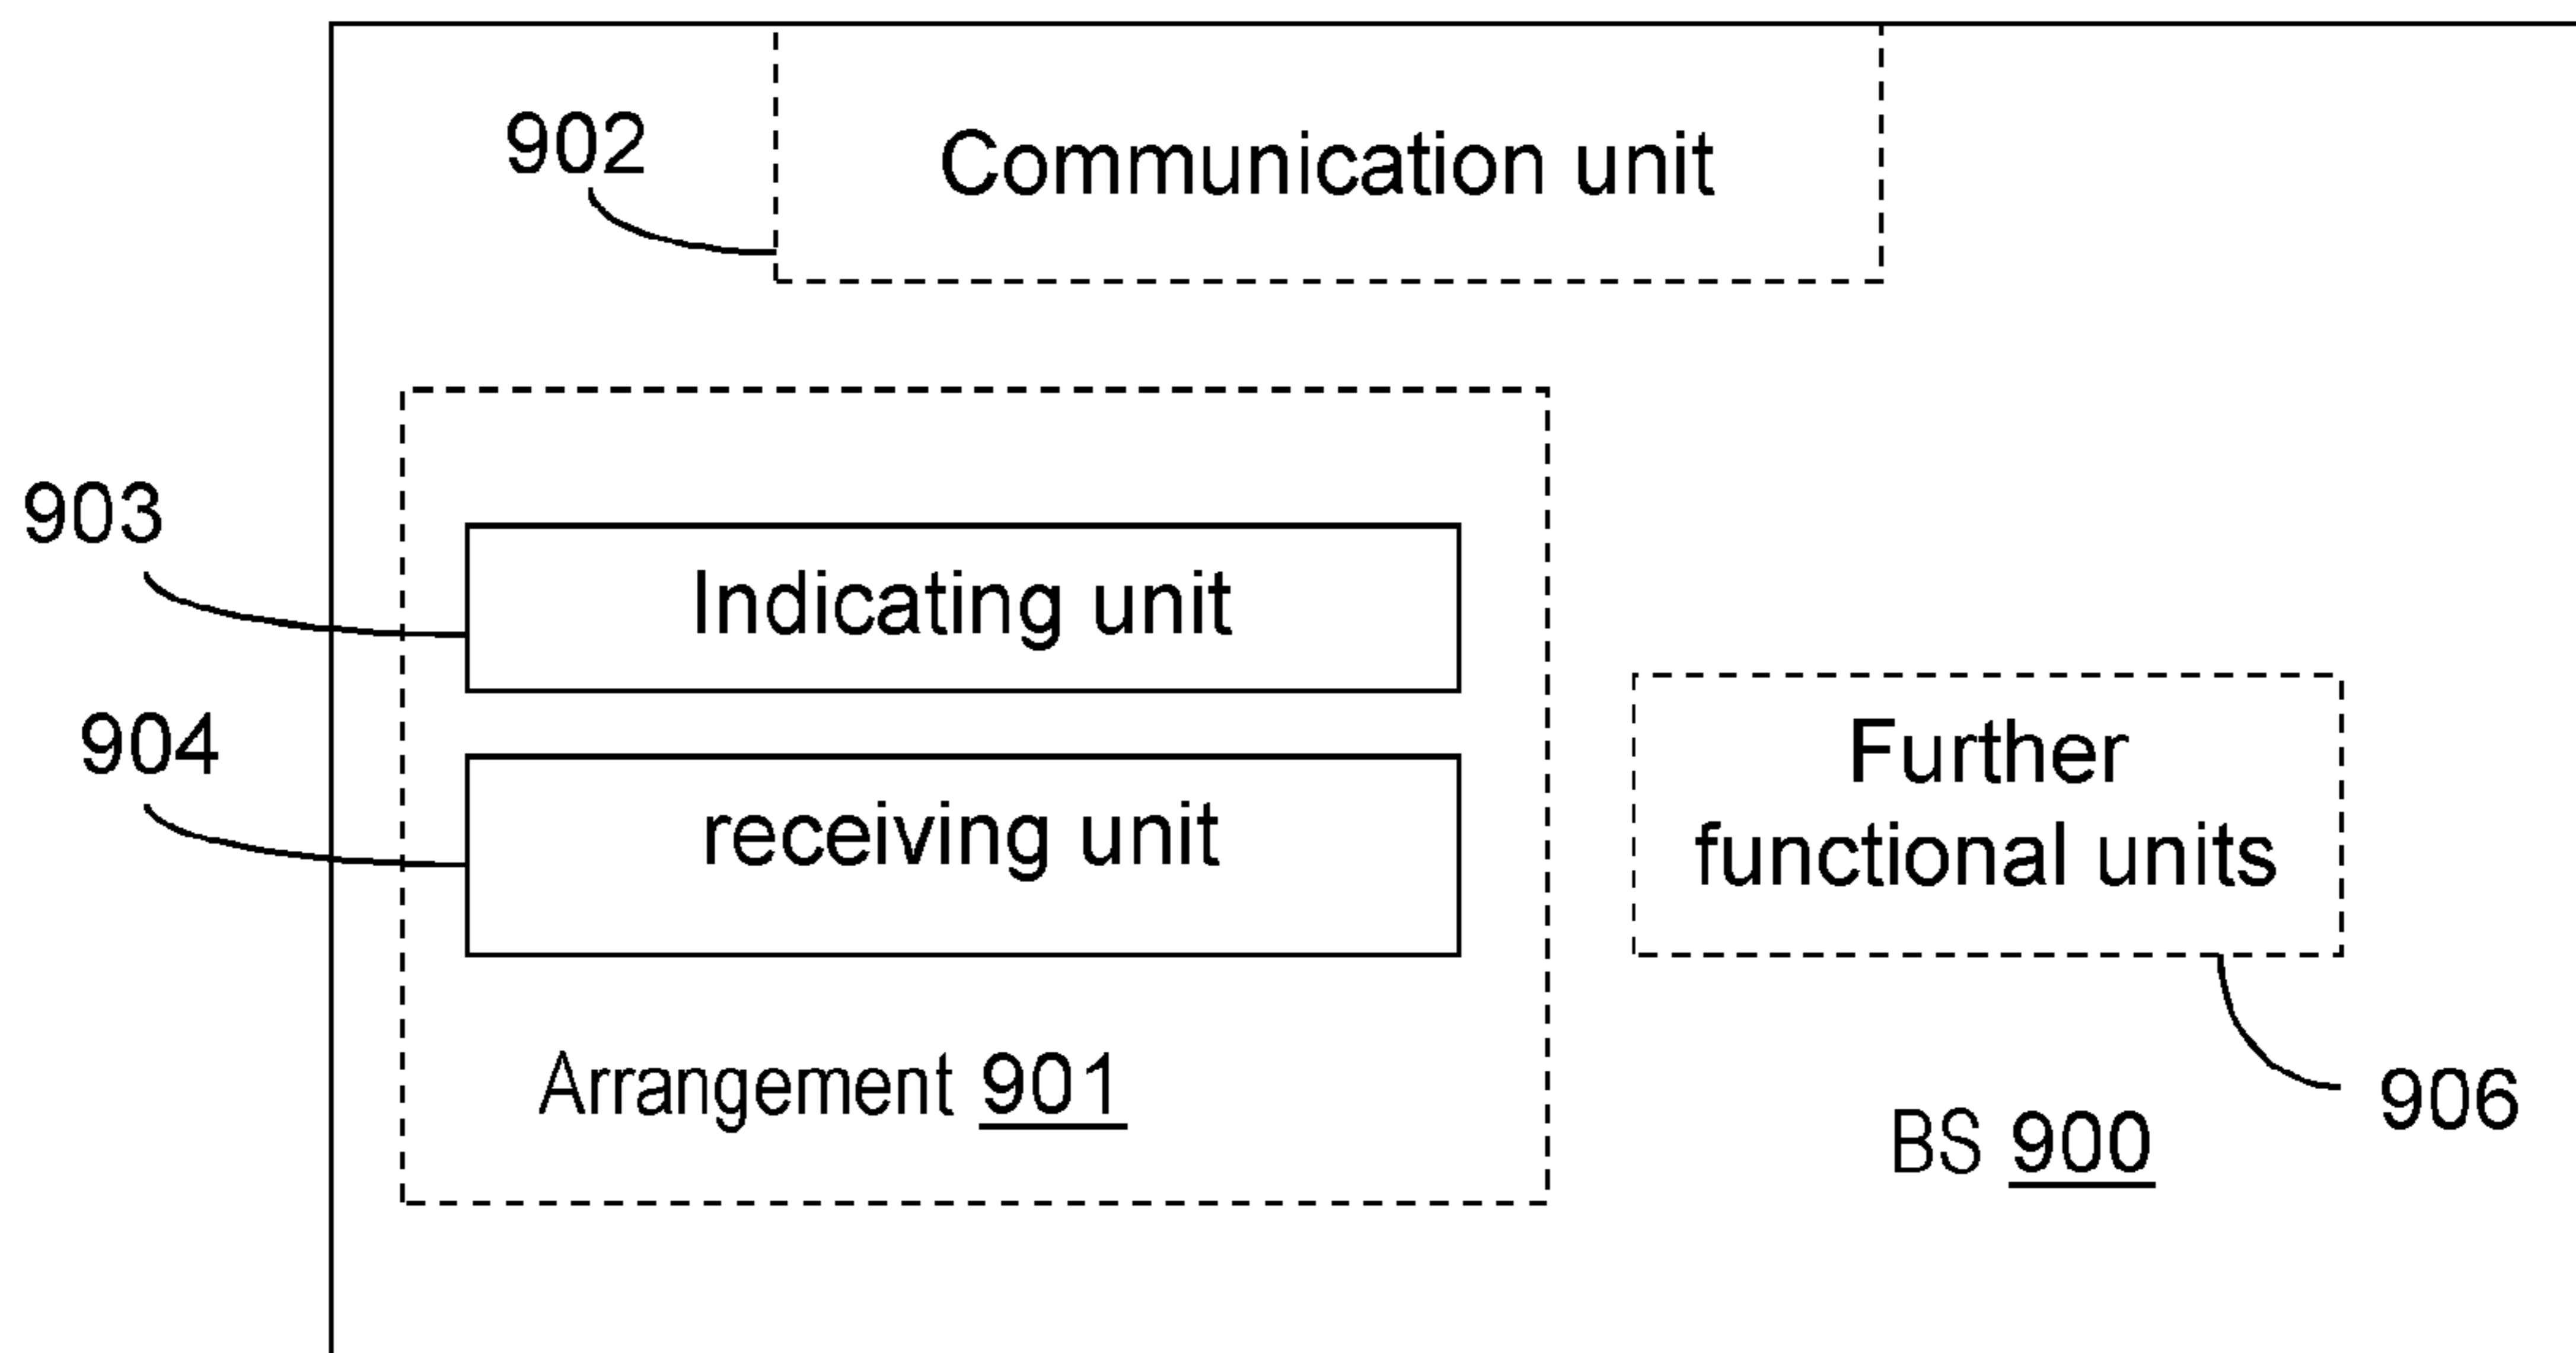 902
Communication unit
903
Indicating unit
904
receiving unit
Further
functional units
Arrangement 901
BS 900
906